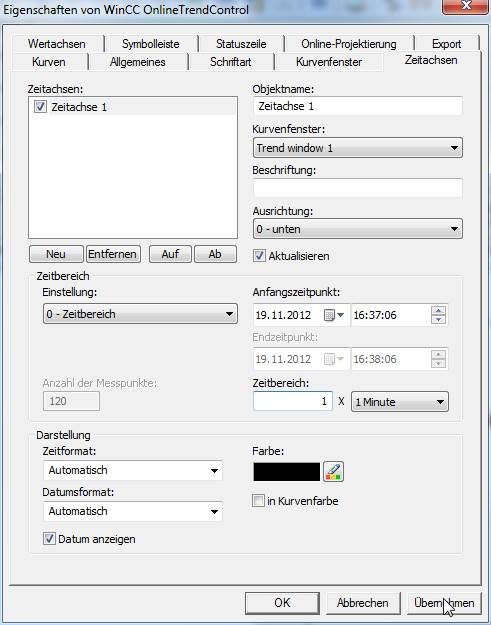 Eigenschaften von WinCC OnlineTrendControl
Wertachsen Symbolleiste Statuszeile Online-Projektierung Export
Kurven Allgemeines Schriftart Kurvenfenster Zeitachsen
Zeitachsen:
Zeitachse 1
Neu Entfernen Auf Ab
Objektname:
Zeitachse 1
Kurvenfenster:
Trend window 1
Beschriftung:
Ausrichtung:
0 - unten
Aktualisieren
Zeitbereich
Einstellung:
0 - Zeitbereich
Anfangszeitpunkt:
19.11.2012 16:37:06
Endzeitpunkt:
19.11.2012 16:38:06
Anzahl der Messpunkte:
120
Zeitbereich:
1 X 1 Minute
Darstellung
Zeitformat:
Automatisch
Datumsformat:
Automatisch
Datum anzeigen
Farbe:
in Kurvenfarbe
OK Abbrechen Übernehmen